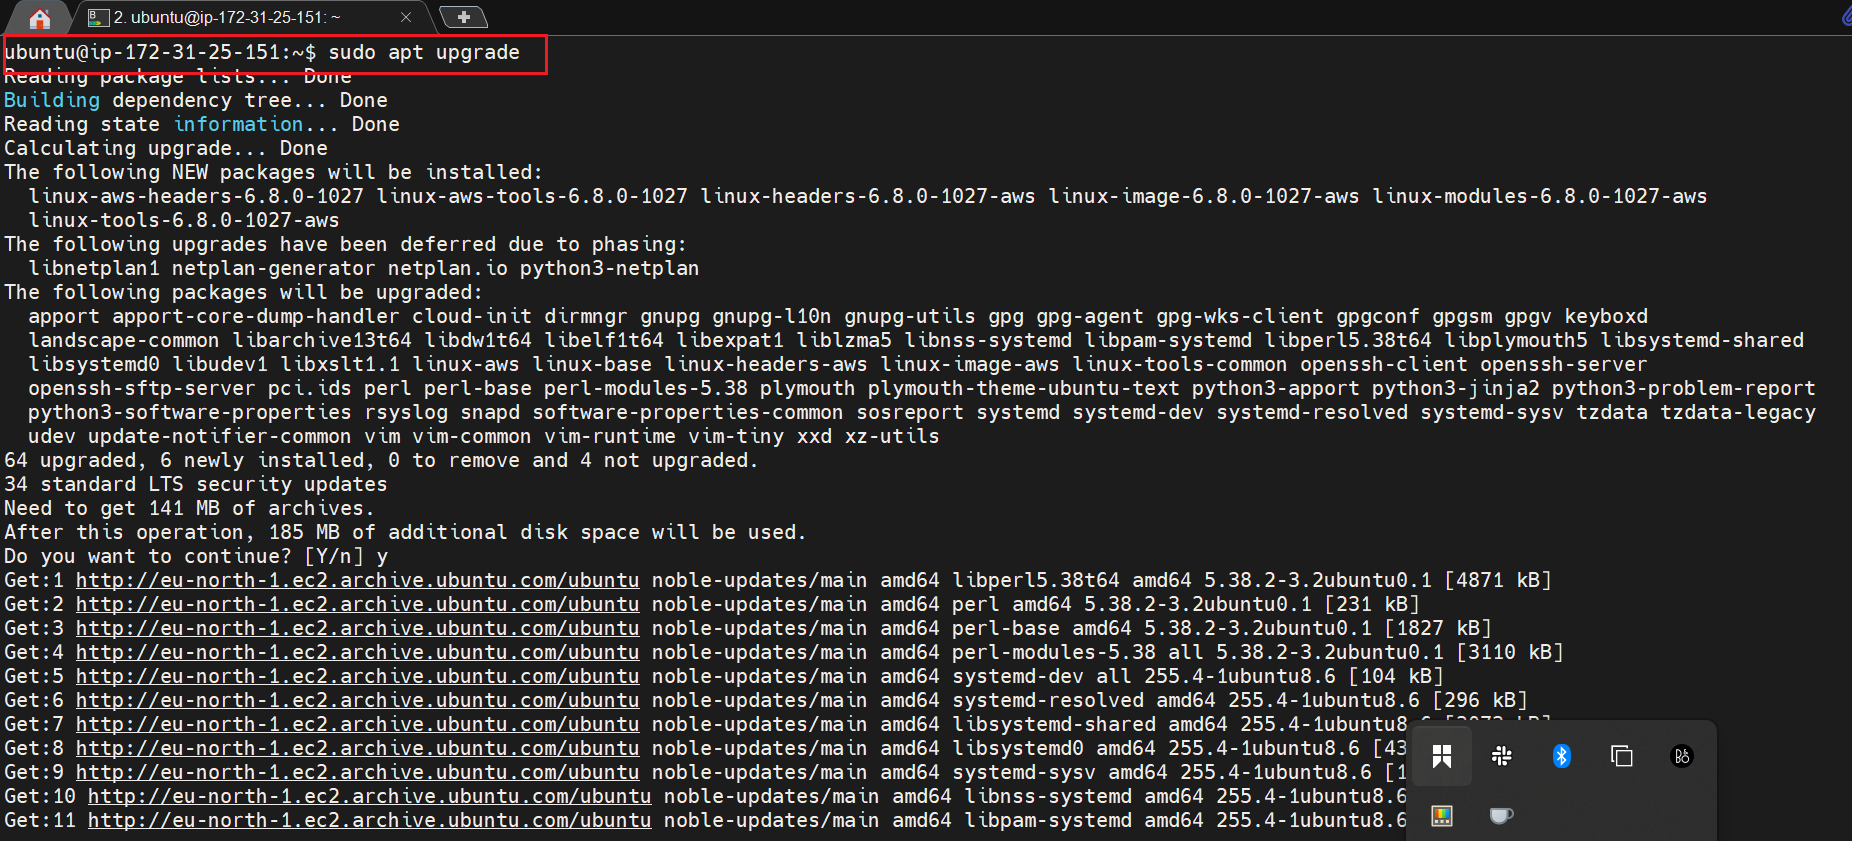 2. ubuntu@ip-172-31-25-151: ~
ubuntu@ip-172-31-25-151:~$ sudo apt upgrade
Reading package lists... Done
Building dependency tree... Done
Reading state information... Done
Calculating upgrade... Done
The following NEW packages will be installed:
  linux-aws-headers-6.8.0-1027 linux-aws-tools-6.8.0-1027 linux-headers-6.8.0-1027-aws linux-image-6.8.0-1027-aws linux-modules-6.8.0-1027-aws
  linux-tools-6.8.0-1027-aws
The following upgrades have been deferred due to phasing:
  libnetplan1 netplan-generator netplan.io python3-netplan
The following packages will be upgraded:
  apport apport-core-dump-handler cloud-init dirmngr gnupg gnupg-l10n gnupg-utils gpg gpg-agent gpg-wks-client gpgconf gpgsm gpgv keyboxd
  landscape-common libarchive13t64 libdw1t64 libelf1t64 libexpat1 liblzma5 libnss-systemd libpam-systemd libperl5.38t64 libplymouth5 libsystemd-shared
  libsystemd0 libudev1 libxslt1.1 linux-aws linux-base linux-headers-aws linux-image-aws linux-tools-common openssh-client openssh-server
  openssh-sftp-server pci.ids perl perl-base perl-modules-5.38 plymouth plymouth-theme-ubuntu-text python3-apport python3-jinja2 python3-problem-report
  python3-software-properties rsyslog snapd software-properties-common sosreport systemd systemd-dev systemd-resolved systemd-sysv tzdata tzdata-legacy
  udev update-notifier-common vim vim-common vim-runtime vim-tiny xxd xz-utils
64 upgraded, 6 newly installed, 0 to remove and 4 not upgraded.
34 standard LTS security updates
Need to get 141 MB of archives.
After this operation, 185 MB of additional disk space will be used.
Do you want to continue? [Y/n] y
Get:1 http://eu-north-1.ec2.archive.ubuntu.com/ubuntu noble-updates/main amd64 libperl5.38t64 amd64 5.38.2-3.2ubuntu0.1 [4871 kB]
Get:2 http://eu-north-1.ec2.archive.ubuntu.com/ubuntu noble-updates/main amd64 perl amd64 5.38.2-3.2ubuntu0.1 [231 kB]
Get:3 http://eu-north-1.ec2.archive.ubuntu.com/ubuntu noble-updates/main amd64 perl-base amd64 5.38.2-3.2ubuntu0.1 [1827 kB]
Get:4 http://eu-north-1.ec2.archive.ubuntu.com/ubuntu noble-updates/main amd64 perl-modules-5.38 all 5.38.2-3.2ubuntu0.1 [3110 kB]
Get:5 http://eu-north-1.ec2.archive.ubuntu.com/ubuntu noble-updates/main amd64 systemd-dev all 255.4-1ubuntu8.6 [104 kB]
Get:6 http://eu-north-1.ec2.archive.ubuntu.com/ubuntu noble-updates/main amd64 systemd-resolved amd64 255.4-1ubuntu8.6 [296 kB]
Get:7 http://eu-north-1.ec2.archive.ubuntu.com/ubuntu noble-updates/main amd64 libsystemd-shared amd64 255.4-1ubuntu8.6
Get:8 http://eu-north-1.ec2.archive.ubuntu.com/ubuntu noble-updates/main amd64 libsystemd0 amd64 255.4-1ubuntu8.6 [43
Get:9 http://eu-north-1.ec2.archive.ubuntu.com/ubuntu noble-updates/main amd64 systemd-sysv amd64 255.4-1ubuntu8.6 [1
Get:10 http://eu-north-1.ec2.archive.ubuntu.com/ubuntu noble-updates/main amd64 libnss-systemd amd64 255.4-1ubuntu8.6
Get:11 http://eu-north-1.ec2.archive.ubuntu.com/ubuntu noble-updates/main amd64 libpam-systemd amd64 255.4-1ubuntu8.6